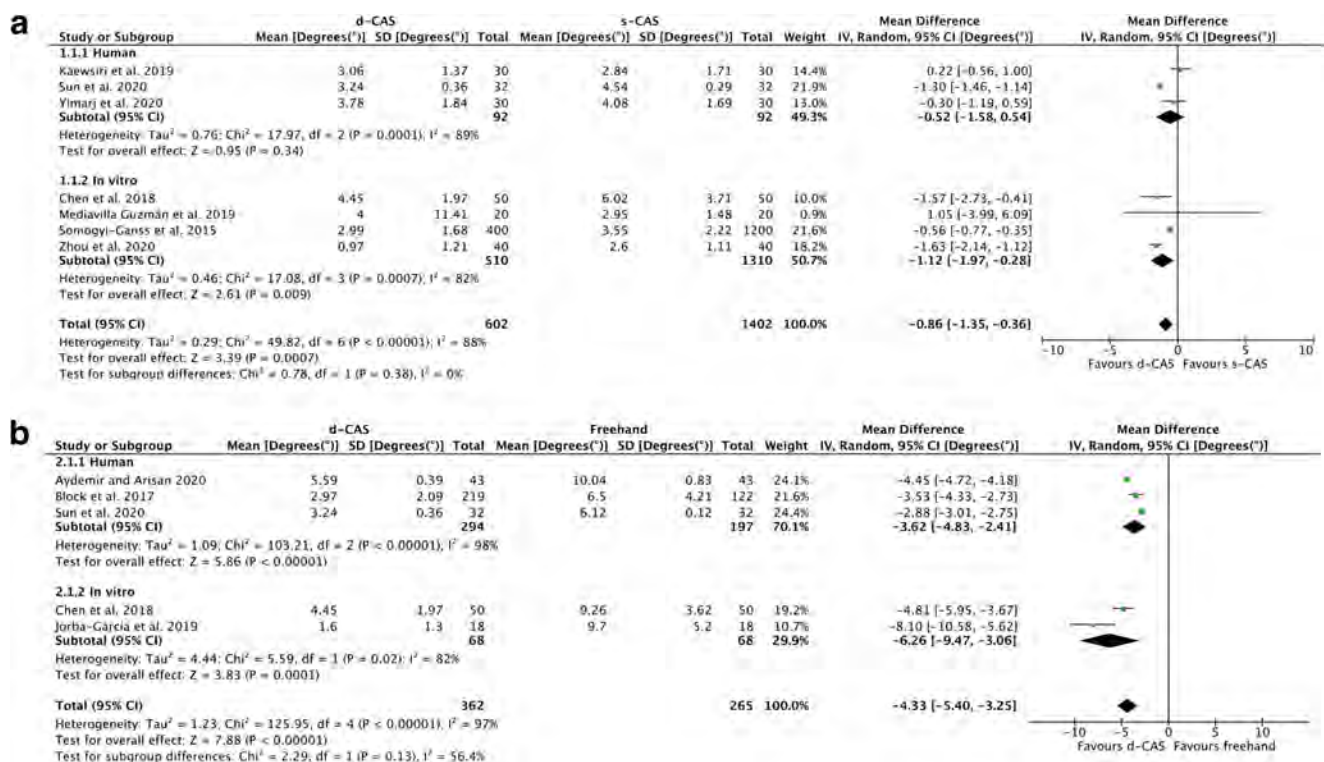 a
d-CAS s-CAS Mean Difference Mean Difference
Study or Subgroup Mean [Degrees(°)] SD [Degrees(°)] Total Mean [Degrees(°)] SD [Degrees(°)] Total Weight IV, Random, 95% CI [Degrees(°)] IV, Random, 95% CI [Degrees(°)]
1.1.1 Human
Kaewsiri et al. 2019 3.06 1.37 30 2.84 1.71 30 14.4% 0.22 [-0.56, 1.00]
Sun et al. 2020 3.24 0.36 32 4.54 0.29 32 21.9% -1.30 [-1.46, -1.14]
Yimarj et al. 2020 3.78 1.84 30 4.08 1.69 30 13.0% -0.30 [-1.19, 0.59]
Subtotal (95% CI) 92 92 49.3% -0.52 [-1.58, 0.54]
Heterogeneity: Tau² = 0.76; Chi² = 17.97, df = 2 (P = 0.0001); I² = 89%
Test for overall effect: Z = 0.95 (P = 0.34)
1.1.2 In vitro
Chen et al. 2018 4.45 1.97 50 6.02 3.71 50 10.0% -1.57 [-2.73, -0.41]
Mediavilla Guzmán et al. 2019 4 11.41 20 2.95 1.48 20 0.9% 1.05 [-3.99, 6.09]
Somogyi-Ganss et al. 2015 2.99 1.68 400 3.55 2.22 1200 21.6% -0.56 [-0.77, -0.35]
Zhou et al. 2020 0.97 1.21 40 2.6 1.11 40 18.2% -1.63 [-2.14, -1.12]
Subtotal (95% CI) 510 1310 50.7% -1.12 [-1.97, -0.28]
Heterogeneity: Tau² = 0.46; Chi² = 17.08, df = 3 (P = 0.0007); I² = 82%
Test for overall effect: Z = 2.61 (P = 0.009)
Total (95% CI) 602 1402 100.0% -0.86 [-1.35, -0.36]
Heterogeneity: Tau² = 0.29; Chi² = 49.82, df = 6 (P < 0.00001); I² = 88%
Test for overall effect: Z = 3.39 (P = 0.0007)
Test for subgroup differences: Chi² = 0.78, df = 1 (P = 0.38), I² = 0%
-10 -5 0 5 10
Favours d-CAS Favours s-CAS
b
d-CAS Freehand Mean Difference Mean Difference
Study or Subgroup Mean [Degrees(°)] SD [Degrees(°)] Total Mean [Degrees(°)] SD [Degrees(°)] Total Weight IV, Random, 95% CI [Degrees(°)] IV, Random, 95% CI [Degrees(°)]
2.1.1 Human
Aydemir and Arisan 2020 5.59 0.39 43 10.04 0.83 43 24.1% -4.45 [-4.72, -4.18]
Block et al. 2017 2.97 2.09 219 6.5 4.21 122 21.6% -3.53 [-4.33, -2.73]
Sun et al. 2020 3.24 0.36 32 6.12 0.12 32 24.4% -2.88 [-3.01, -2.75]
Subtotal (95% CI) 294 197 70.1% -3.62 [-4.83, -2.41]
Heterogeneity: Tau² = 1.09; Chi² = 103.21, df = 2 (P < 0.00001); I² = 98%
Test for overall effect: Z = 5.86 (P < 0.00001)
2.1.2 In vitro
Chen et al. 2018 4.45 1.97 50 9.26 3.62 50 19.2% -4.81 [-5.95, -3.67]
Jorba-García et al. 2019 1.6 1.3 18 9.7 5.2 18 10.7% -8.10 [-10.58, -5.62]
Subtotal (95% CI) 68 68 29.9% -6.26 [-9.47, -3.06]
Heterogeneity: Tau² = 4.44; Chi² = 5.59, df = 1 (P = 0.02); I² = 82%
Test for overall effect: Z = 3.83 (P = 0.0001)
Total (95% CI) 362 265 100.0% -4.33 [-5.40, -3.25]
Heterogeneity: Tau² = 1.23; Chi² = 125.95, df = 4 (P < 0.00001); I² = 97%
Test for overall effect: Z = 7.88 (P < 0.00001)
Test for subgroup differences: Chi² = 2.29, df = 1 (P = 0.13), I² = 56.4%
-10 -5 0 5 10
Favours d-CAS Favours freehand